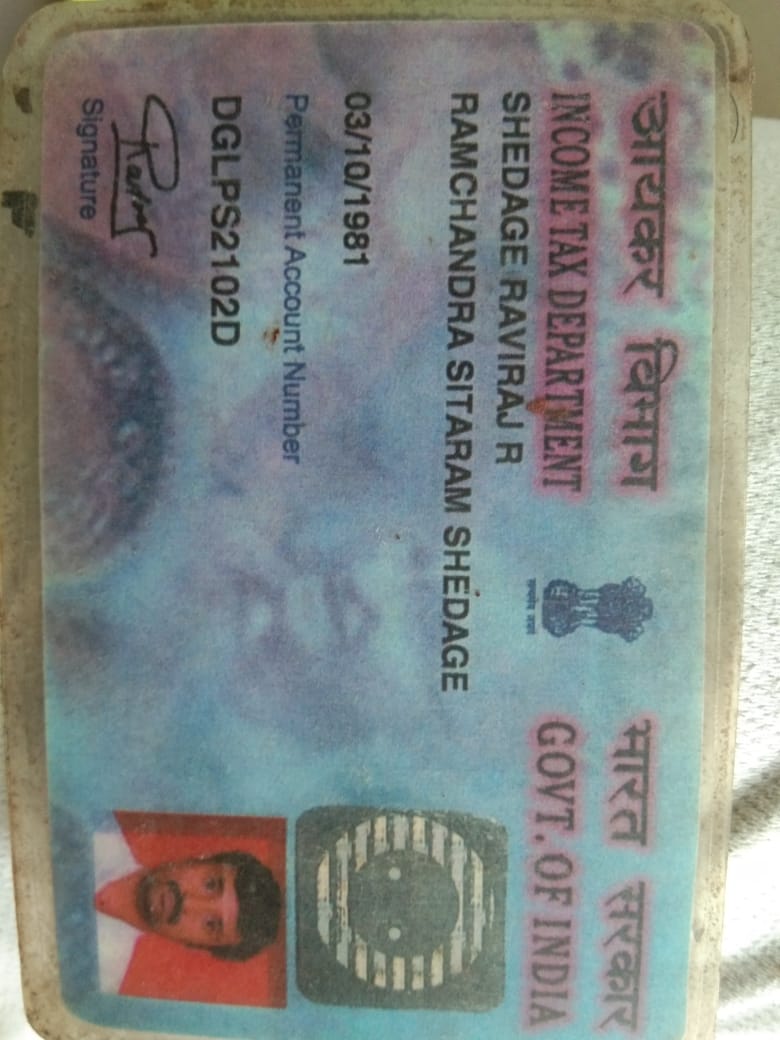 आयकर विभाग
भारत सरकार
INCOME TAX DEPARTMENT
GOVT. OF INDIA
सत्यमेव जयते
SHEDAGE RAVIRAJ R
RAMCHANDRA SITARAM SHEDAGE
03/10/1981
Permanent Account Number
DGLPS2102D
Signature